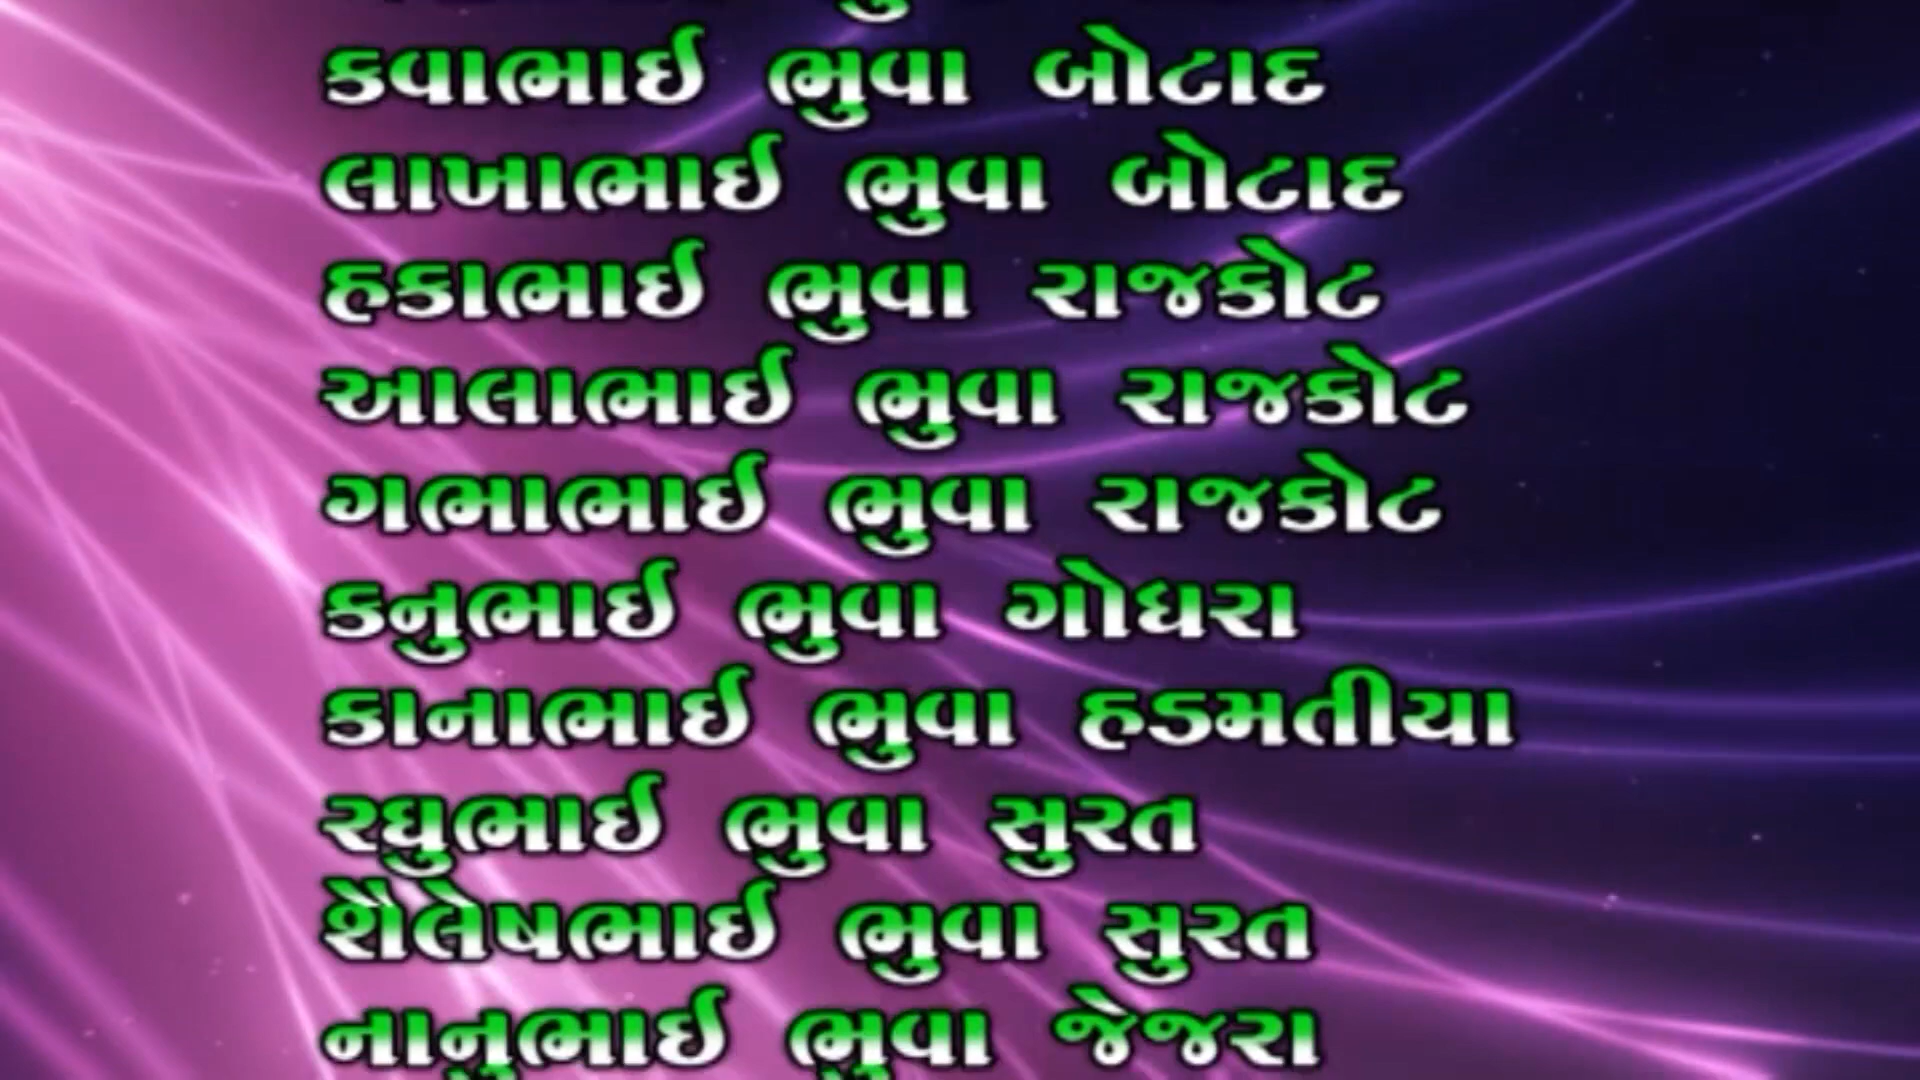 કવાભાઈ ભુવા બોટાદ
લાખાભાઈ ભુવા બોટાદ
હકાભાઈ ભુવા રાજકોટ
આલાભાઈ ભુવા રાજકોટ
ગભાભાઈ ભુવા રાજકોટ
કનુભાઈ ભુવા ગોધરા
કાનાભાઈ ભુવા હડમતીયા
રઘુભાઈ ભુવા સુરત
શૈલેષભાઈ ભુવા સુરત
નાનુભાઈ ભુવા જેજરા